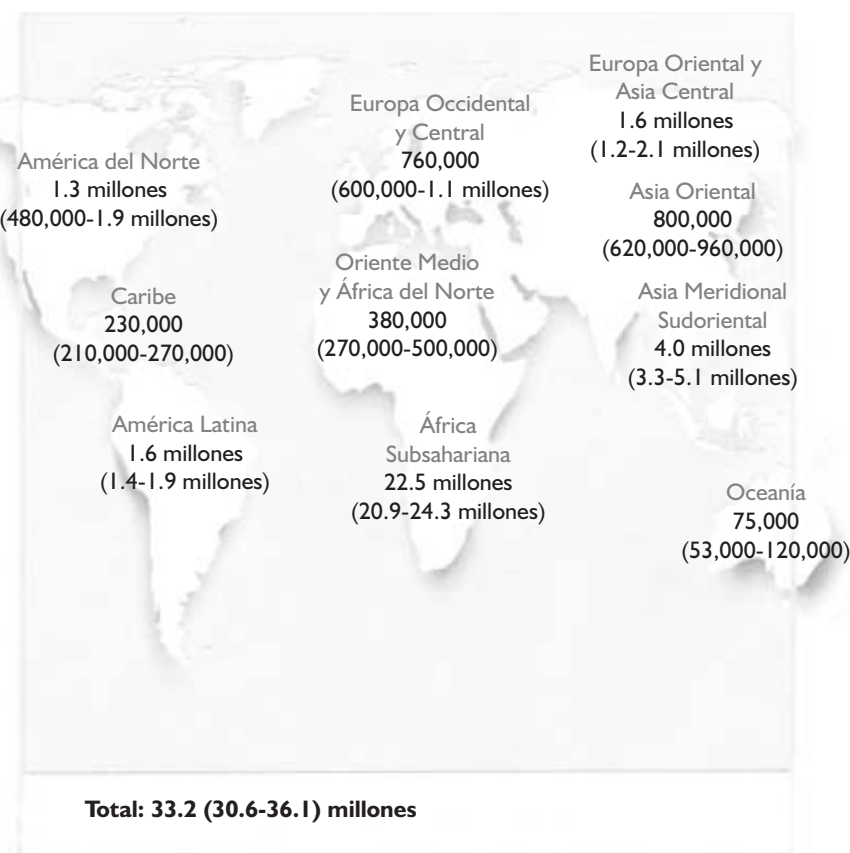 Europa Oriental y
Asia Central
1.6 millones
(1.2-2.1 millones)
Europa Occidental
y Central
760,000
(600,000-1.1 millones)
América del Norte
1.3 millones
(480,000-1.9 millones)
Asia Oriental
800,000
(620,000-960,000)
Oriente Medio
y África del Norte
380,000
(270,000-500,000)
Caribe
230,000
(210,000-270,000)
Asia Meridional
Sudoriental
4.0 millones
(3.3-5.1 millones)
América Latina
1.6 millones
(1.4-1.9 millones)
África
Subsahariana
22.5 millones
(20.9-24.3 millones)
Oceanía
75,000
(53,000-120,000)
Total: 33.2 (30.6-36.1) millones